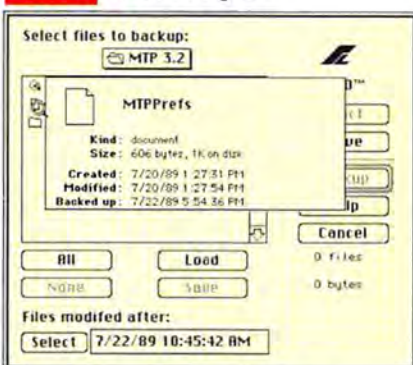 Select files to backup:
MTP 3.2
MTPPrefs
Kind: document
Size: 606 bytes, 1K on disk
Created: 7/20/89 1:27:31 PM
Modified: 7/20/89 1:27:54 PM
Backed up: 7/22/89 5:54:36 PM
Cancel
All
Load
0 files
None
Save
0 bytes
Files modifed after:
Select
7/22/89 10:45:42 AM